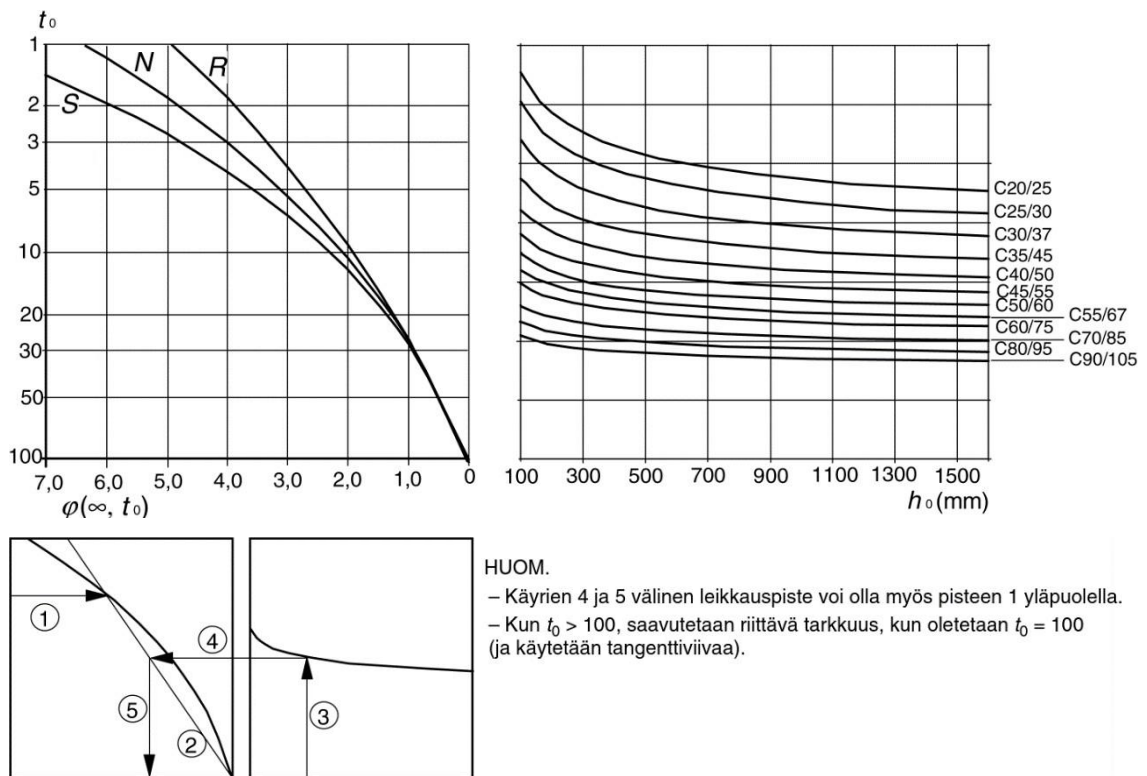 t₀
1
2
3
5
10
20
30
50
100
S
N
R
7,0 6,0 5,0 4,0 3,0 2,0 1,0 0
φ(∞, t₀)
C20/25
C25/30
C30/37
C35/45
C40/50
C45/55
C50/60
C55/67
C60/75
C70/85
C80/95
C90/105
100 300 500 700 900 1100 1300 1500
h₀ (mm)
1
4
5
2
3
HUOM.
– Käyrien 4 ja 5 välinen leikkauspiste voi olla myös pisteen 1 yläpuolella.
– Kun t₀ > 100, saavutetaan riittävä tarkkuus, kun oletetaan t₀ = 100
(ja käytetään tangenttiviivaa).